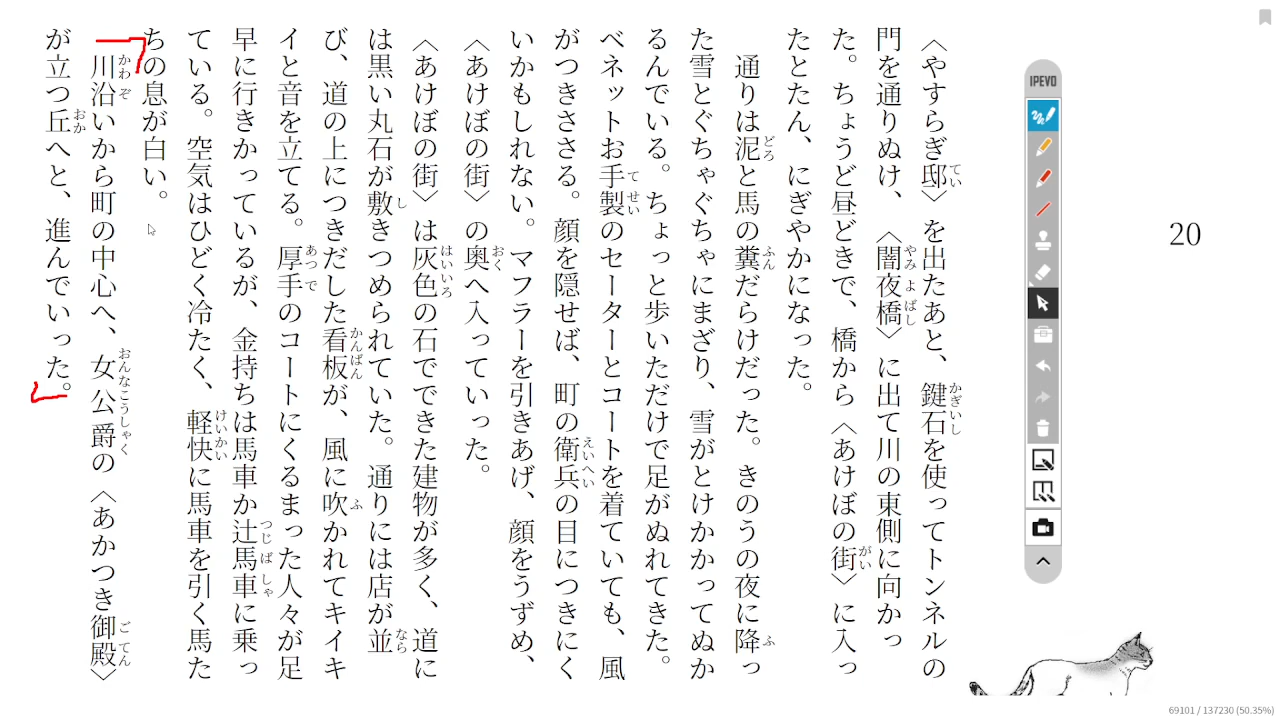 20
〈やすらぎ邸〉を出たあと、鍵石を使ってトンネルの
門を通りぬけ、〈闇夜橋〉に出て川の東側に向かっ
た。ちょうど昼どきで、橋から〈あけぼの街〉に入っ
たとたん、にぎやかになった。
通りは泥と馬の糞だらけだった。きのうの夜に降っ
た雪とぐちゃぐちゃにまざり、雪がとけかかってぬか
るんでいる。ちょっと歩いただけで足がぬれてきた。
ベネットお手製のセーターとコートを着ていても、風
がつきささる。顔を隠せば、町の衛兵の目につきにく
いかもしれない。マフラーを引きあげ、顔をうずめ、
〈あけぼの街〉の奥へ入っていった。
〈あけぼの街〉は灰色の石でできた建物が多く、道に
は黒い丸石が敷きつめられていた。通りには店が並
び、道の上につきだした看板が、風に吹かれてキイキ
イと音を立てる。厚手のコートにくるまった人々が足
早に行きかっているが、金持ちは馬車か辻馬車に乗っ
ている。空気はひどく冷たく、軽快に馬車を引く馬た
ちの息が白い。
川沿いから町の中心へ、女公爵の〈あかつき御殿〉
が立つ丘へと、進んでいった。
IPEVO
69101 / 137230 (50.35%)